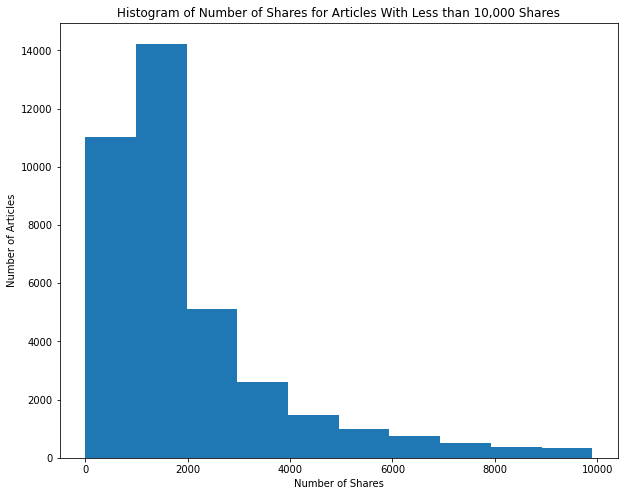 Histogram of Number of Shares for Articles With Less than 10,000 Shares
14000
12000
10000
8000
6000
4000
2000
0
Number of Articles
0 2000 4000 6000 8000 10000
Number of Shares